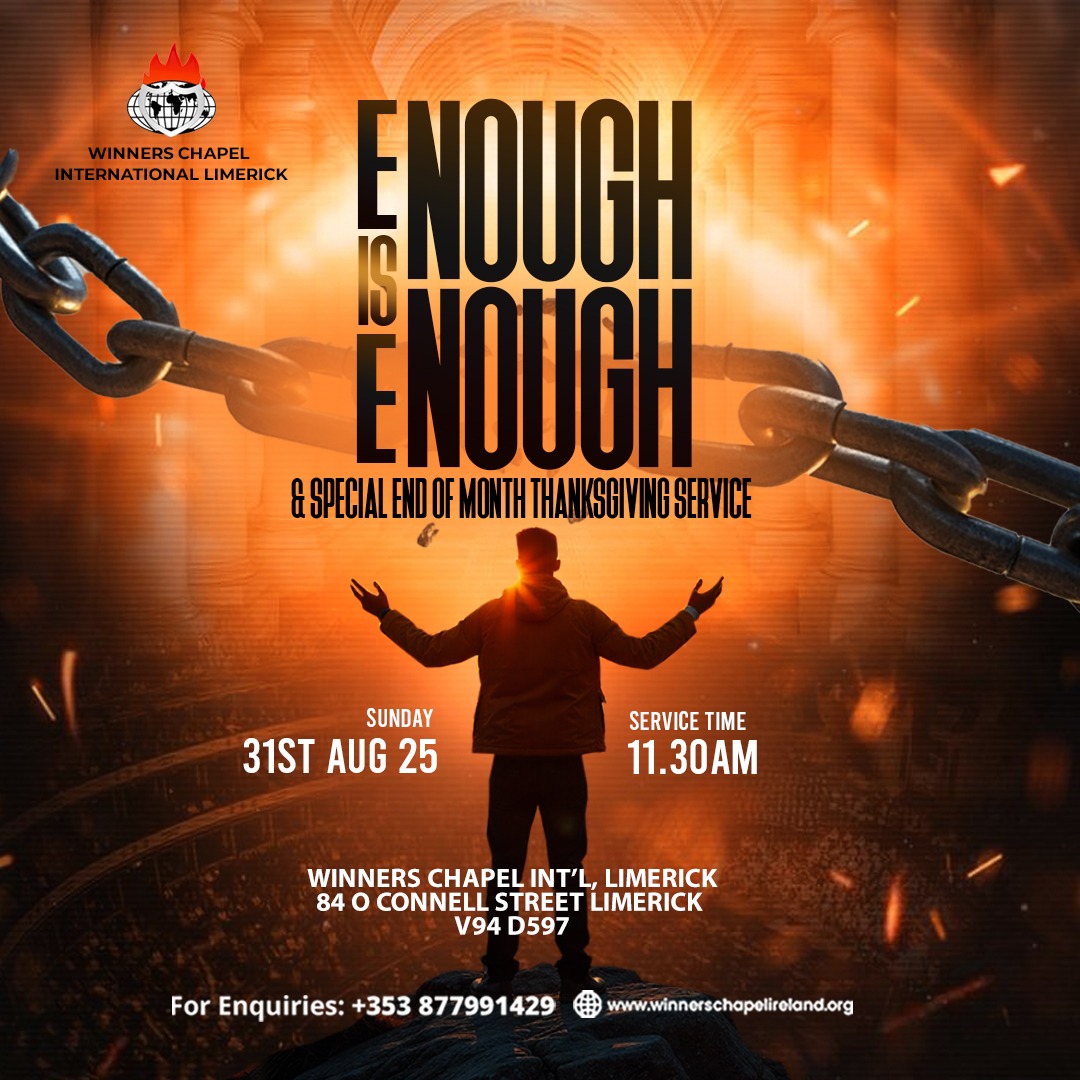 WINNERS CHAPEL
INTERNATIONAL LIMERICK
ENOUGH
IS
ENOUGH
& SPECIAL END OF MONTH THANKSGIVING SERVICE
SUNDAY
31ST AUG 25
SERVICE TIME
11.30AM
WINNERS CHAPEL INT'L, LIMERICK
84 O CONNELL STREET LIMERICK
V94 D597
For Enquiries: +353 877991429 www.winnerschapelireland.org